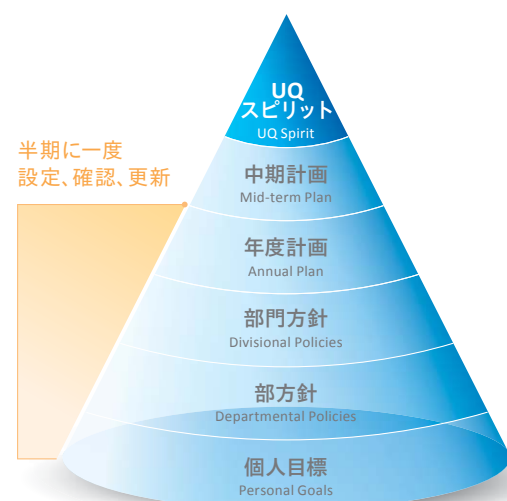 UQ
スピリット
UQ Spirit
半期に一度
設定、確認、更新
中期計画
Mid-term Plan
年度計画
Annual Plan
部門方針
Divisional Policies
部方針
Departmental Policies
個人目標
Personal Goals